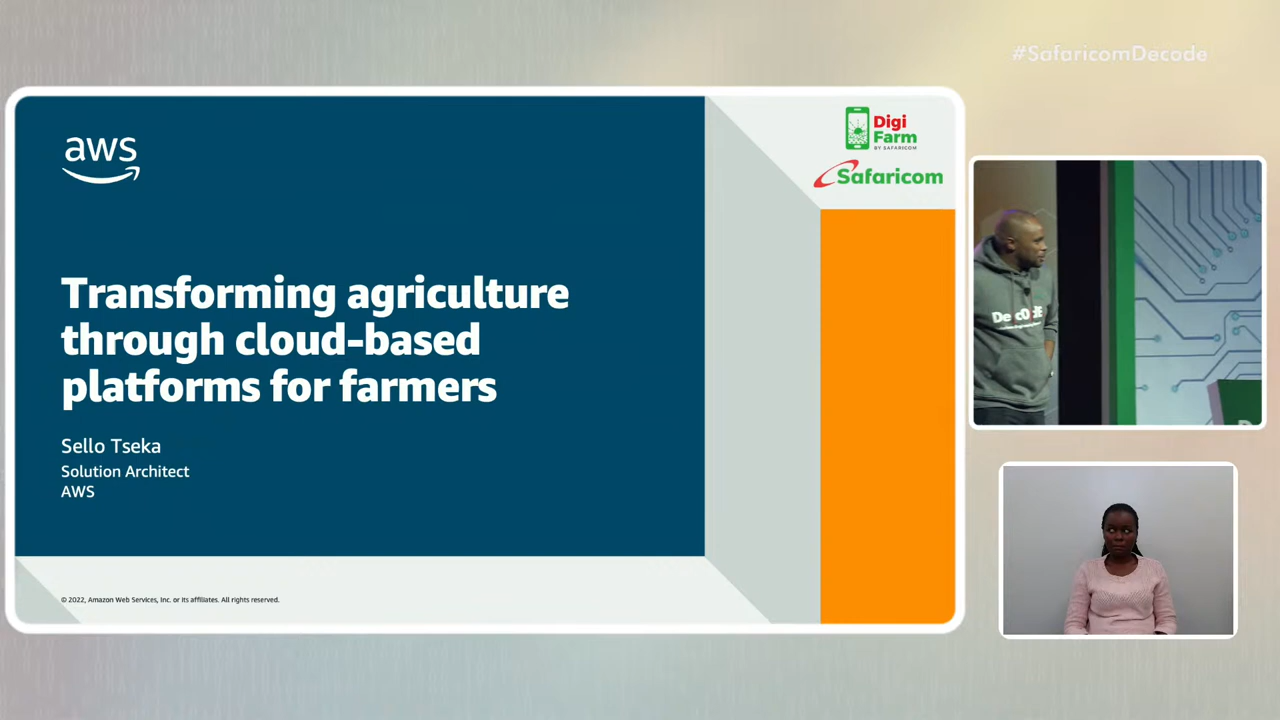 #SafaricomDecode
aws
Digi
Farm
BY SAFARICOM
Safaricom
Transforming agriculture
through cloud-based
platforms for farmers
Sello Tseka
Solution Architect
AWS
© 2022, Amazon Web Services, Inc. or its affiliates. All rights reserved.